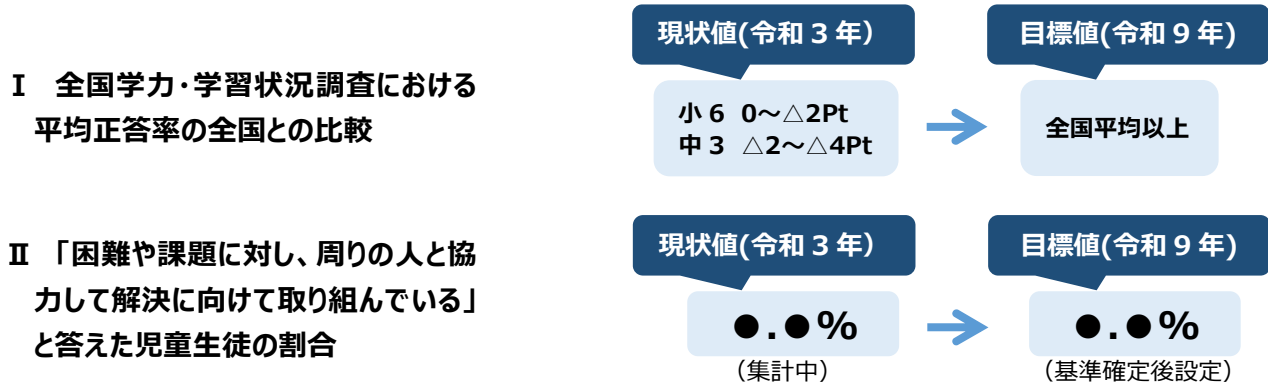 Ⅰ 全国学力・学習状況調査における
平均正答率の全国との比較
現状値(令和3年)
小6 0～△2Pt
中3 △2～△4Pt
目標値(令和9年)
全国平均以上
Ⅱ 「困難や課題に対し、周りの人と協
力して解決に向けて取り組んでいる」
と答えた児童生徒の割合
現状値(令和3年)
●.●%
（集計中）
目標値(令和9年)
●.●%
（基準確定後設定）